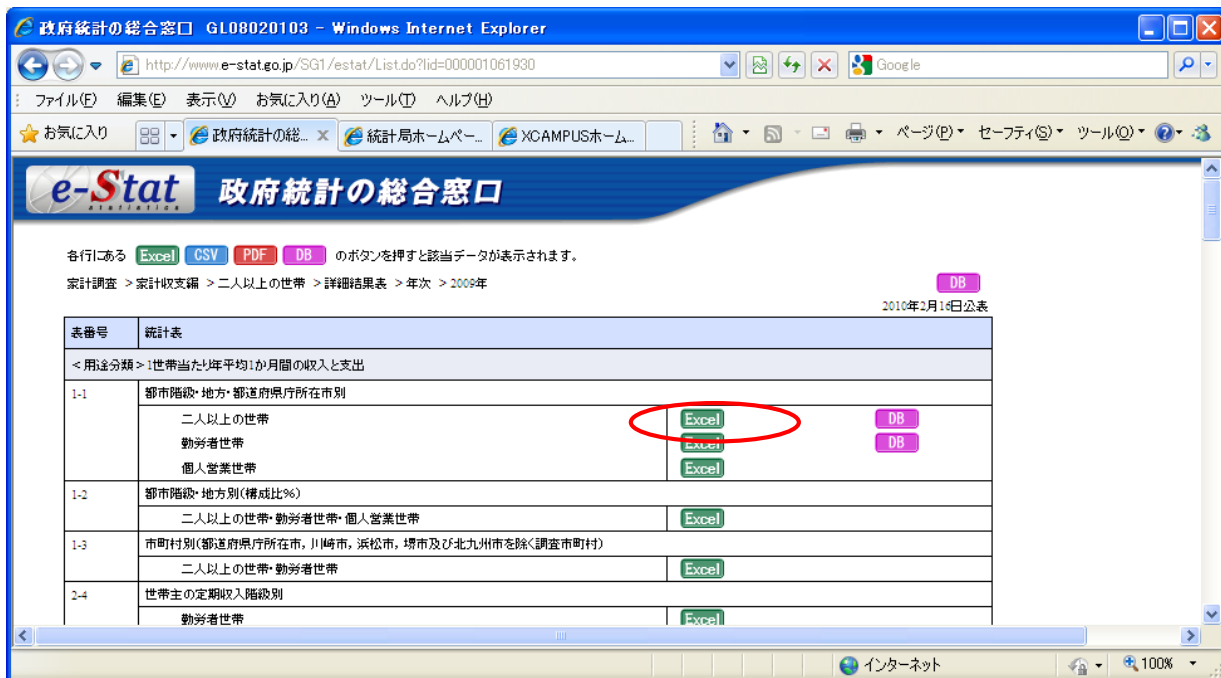 政府統計の総合窓口 GL08020103 - Windows Internet Explorer
http://www.e-stat.go.jp/SG1/estat/List.do?lid=000001061930
Google
ファイル(F) 編集(E) 表示(V) お気に入り(A) ツール(T) ヘルプ(H)
お気に入り 政府統計の総... 統計局ホームペー... XCAMPUSホーム... ページ(P) セーフティ(S) ツール(O)
e-Stat 政府統計の総合窓口
statistics
各行にある Excel CSV PDF DB のボタンを押すと該当データが表示されます。
家計調査 >家計収支編 >二人以上の世帯 >詳細結果表 >年次 >2009年 DB
2010年2月16日公表
表番号 統計表
<用途分類>1世帯当たり年平均1か月間の収入と支出
1-1 都市階級・地方・都道府県庁所在市別
二人以上の世帯 Excel DB
勤労者世帯 Excel DB
個人営業世帯 Excel
1-2 都市階級・地方別(構成比%)
二人以上の世帯・勤労者世帯・個人営業世帯 Excel
1-3 市町村別(都道府県庁所在市，川崎市，浜松市，堺市及び北九州市を除く調査市町村)
二人以上の世帯・勤労者世帯 Excel
2-4 世帯主の定期収入階級別
勤労者世帯 Excel
インターネット 100%